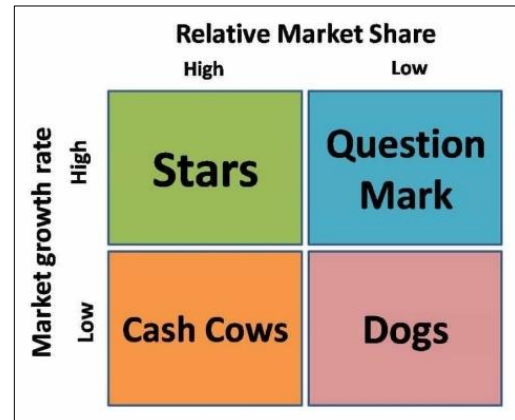 Relative Market Share
High Low
Market growth rate
High
Stars
Question
Mark
Low
Cash Cows
Dogs